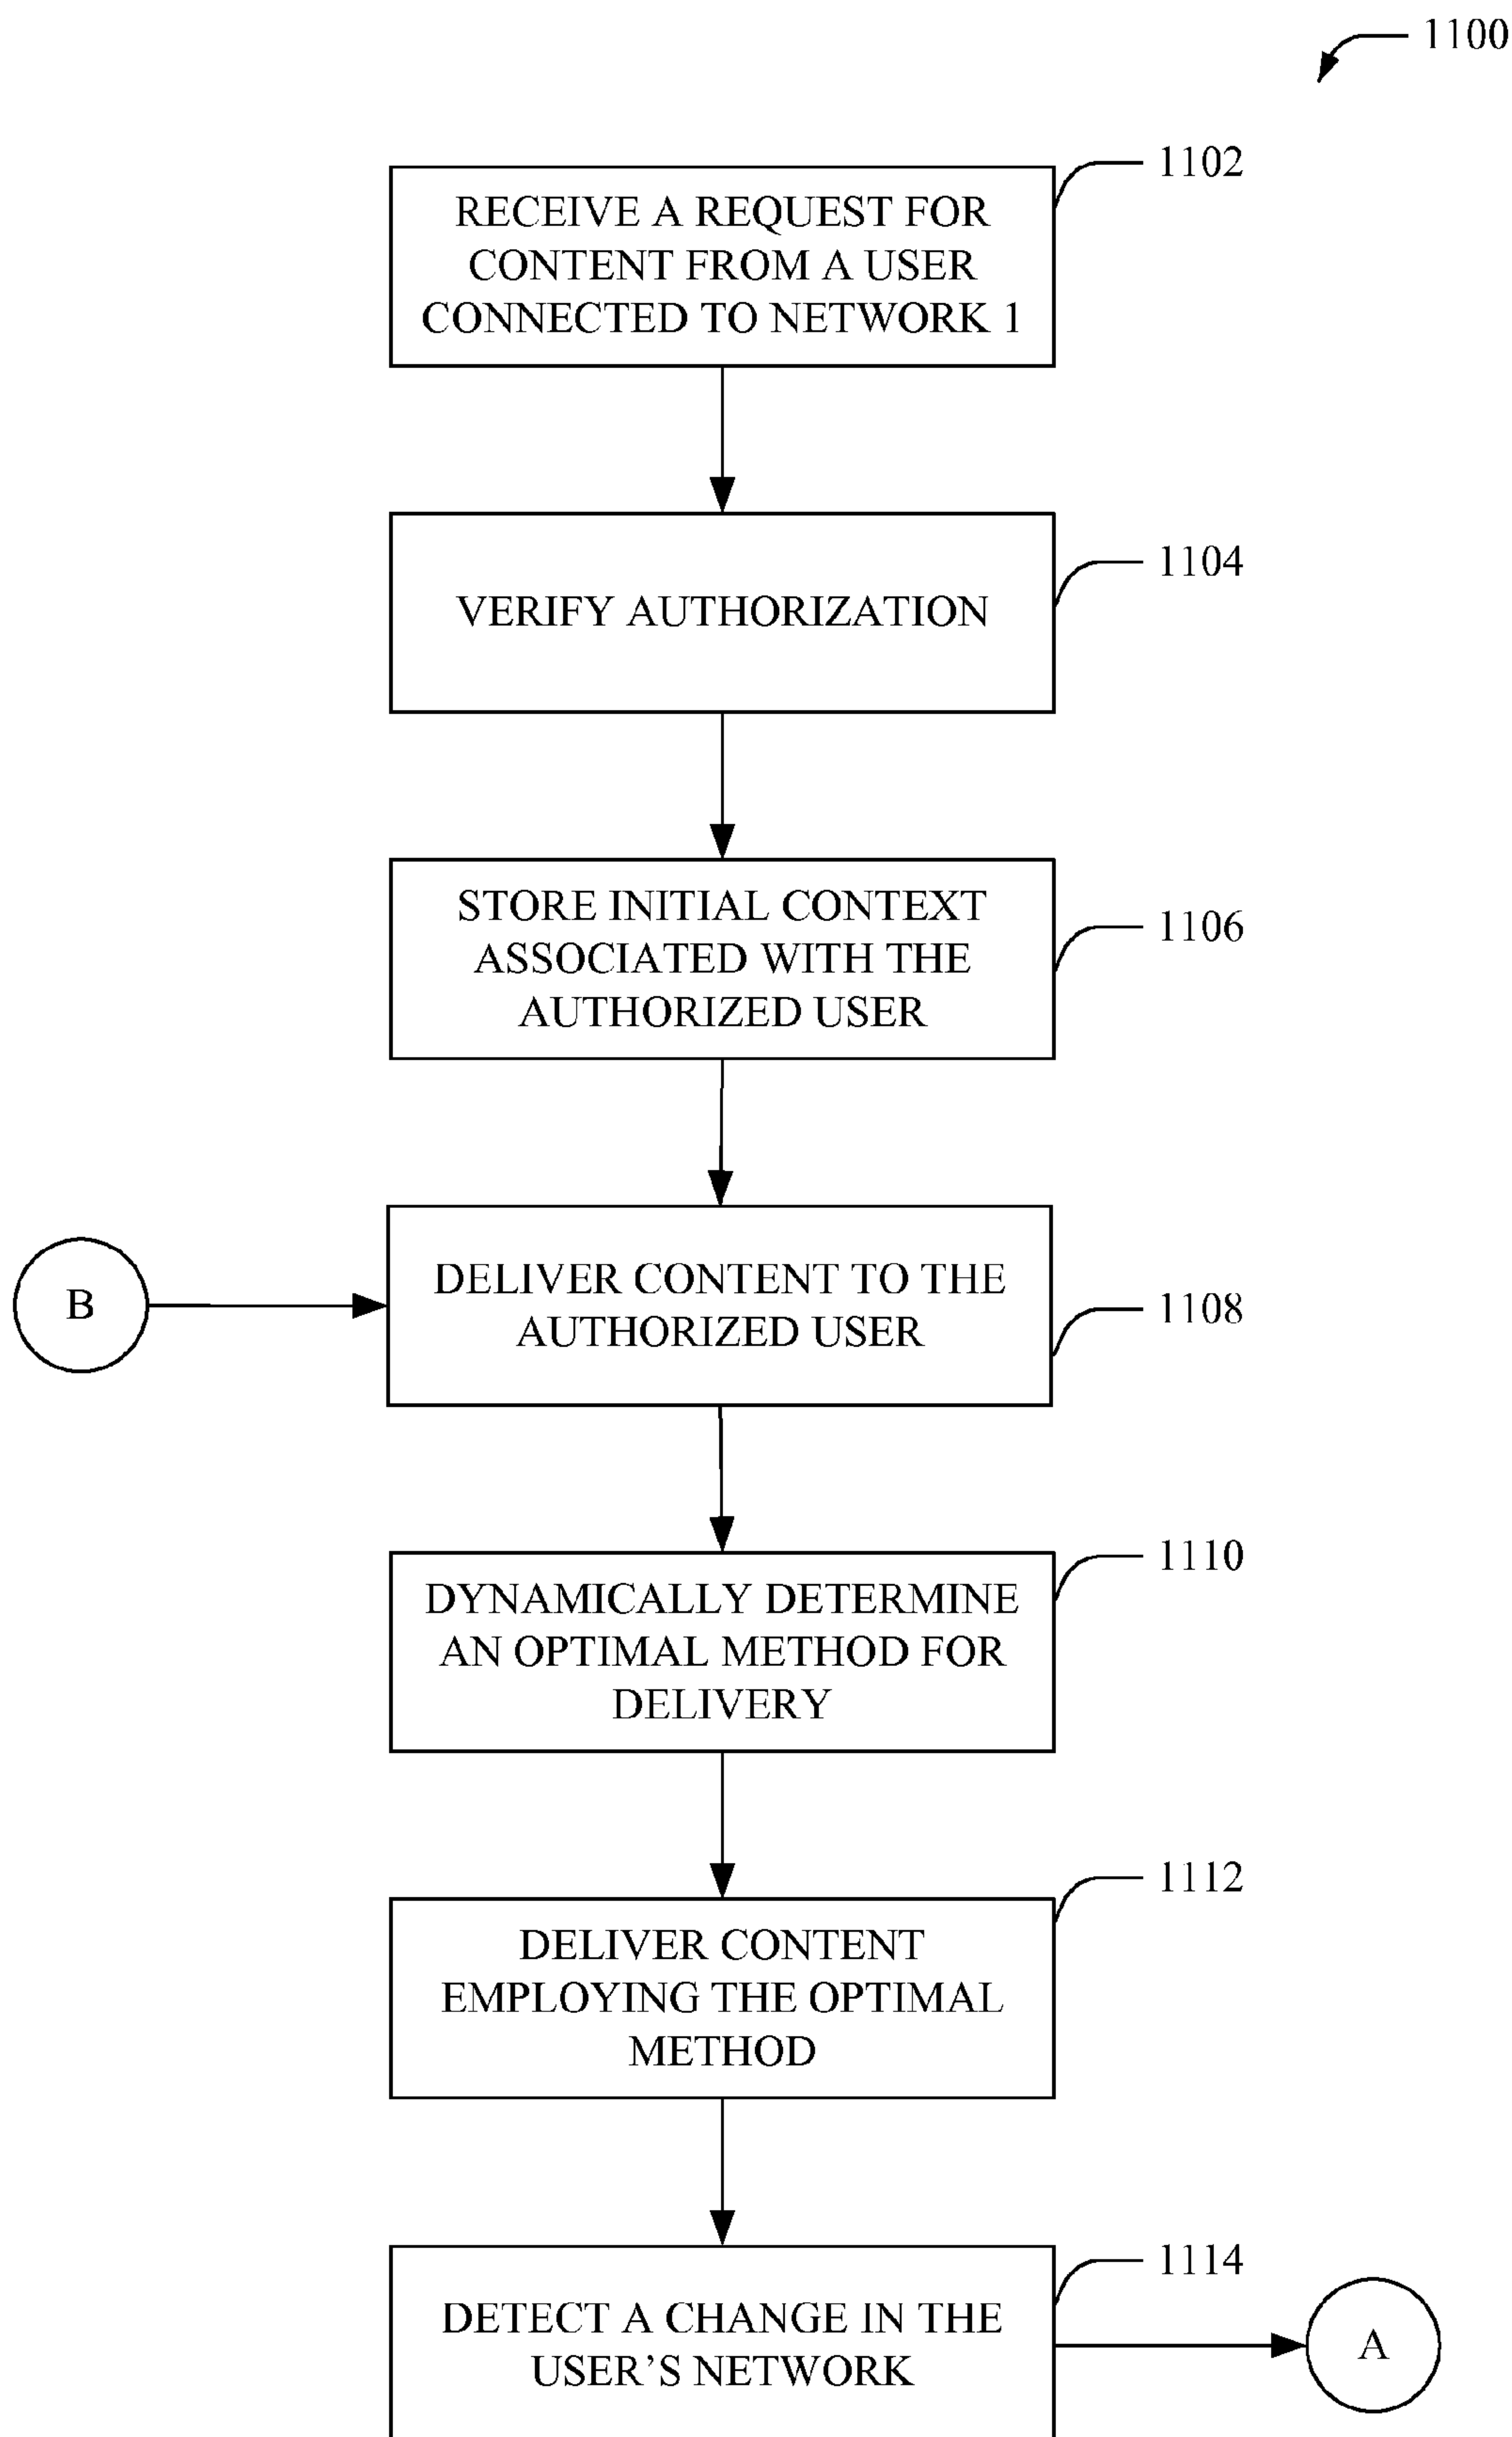 1100
1102
RECEIVE A REQUEST FOR
CONTENT FROM A USER
CONNECTED TO NETWORK 1
1104
VERIFY AUTHORIZATION
1106
STORE INITIAL CONTEXT
ASSOCIATED WITH THE
AUTHORIZED USER
B
DELIVER CONTENT TO THE
AUTHORIZED USER
1108
1110
DYNAMICALLY DETERMINE
AN OPTIMAL METHOD FOR
DELIVERY
1112
DELIVER CONTENT
EMPLOYING THE OPTIMAL
METHOD
1114
DETECT A CHANGE IN THE
USER’S NETWORK
A